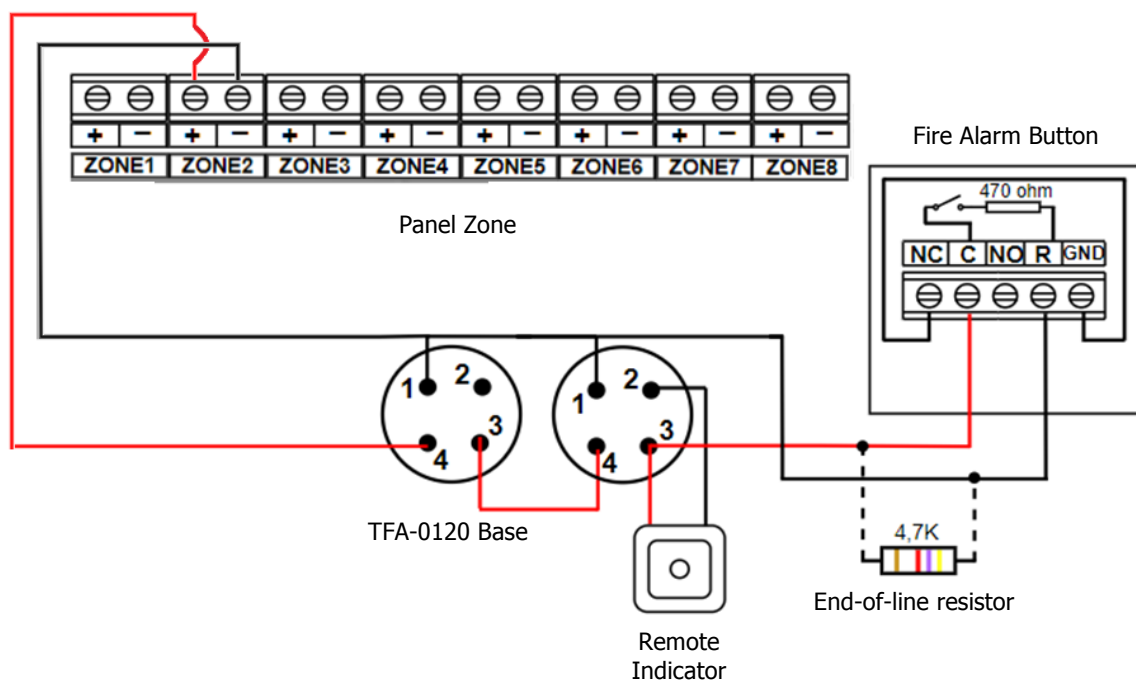 + − + − + − + − + − + − + − + −
ZONE1 ZONE2 ZONE3 ZONE4 ZONE5 ZONE6 ZONE7 ZONE8
Panel Zone
Fire Alarm Button
470 ohm
NC C NO R GND
1 2
3
4
1 2
3
4
TFA-0120 Base
4,7K
End-of-line resistor
Remote
Indicator